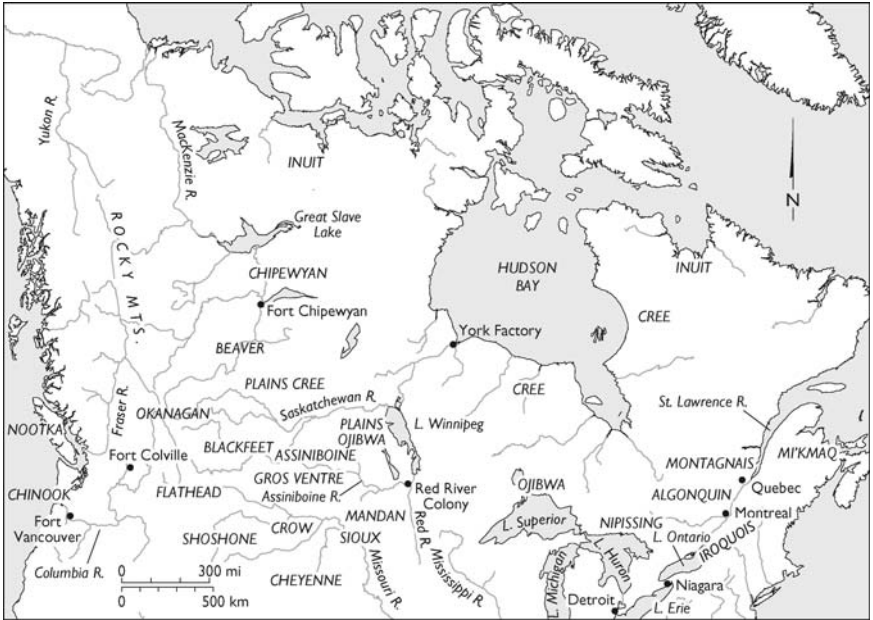 Yukon R.
MacKenzie R.
INUIT
N
ROCKY MTS.
Great Slave
Lake
HUDSON
BAY
INUIT
CHIPEWYAN
Fort Chipewyan
CREE
York Factory
BEAVER
PLAINS CREE
CREE
Saskatchewan R.
St. Lawrence R.
Fraser R.
OKANAGAN
NOOTKA
PLAINS
OJIBWA
L. Winnipeg
BLACKFEET
ASSINIBOINE
MI'KMAQ
Fort Colville
MONTAGNAIS
GROS VENTRE
Assiniboine R.
Red River
Colony
OJIBWA
Quebec
CHINOOK
FLATHEAD
ALGONQUIN
Fort
Vancouver
MANDAN
Red R.
L. Superior
NIPISSING
Montreal
CROW
SHOSHONE
SIOUX
L. Ontario
IROQUOIS
Columbia R.
0 300 mi
0 500 km
CHEYENNE
Missouri R.
Mississippi R.
L. Michigan
Huron
Niagara
Detroit
L. Erie